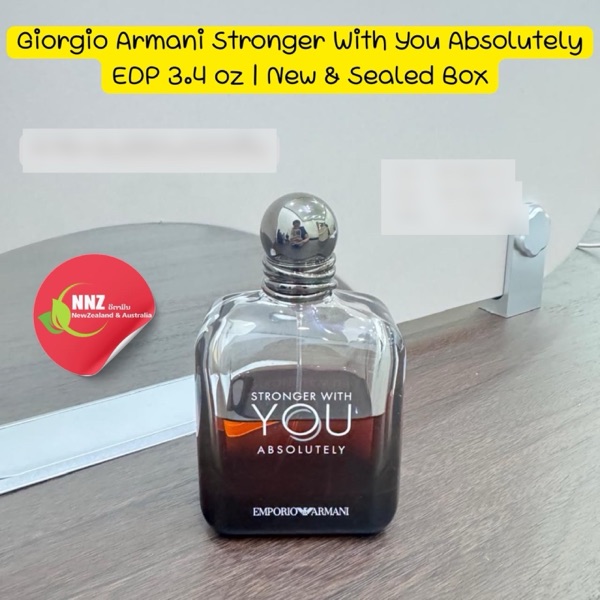 Giorgio Armani Stronger With You Absolutely
EDP 3.4 oz | New & Sealed Box
NNZ
NewZealand & Australia
STRONGER WITH
YOU
ABSOLUTELY
EMPORIO ARMANI